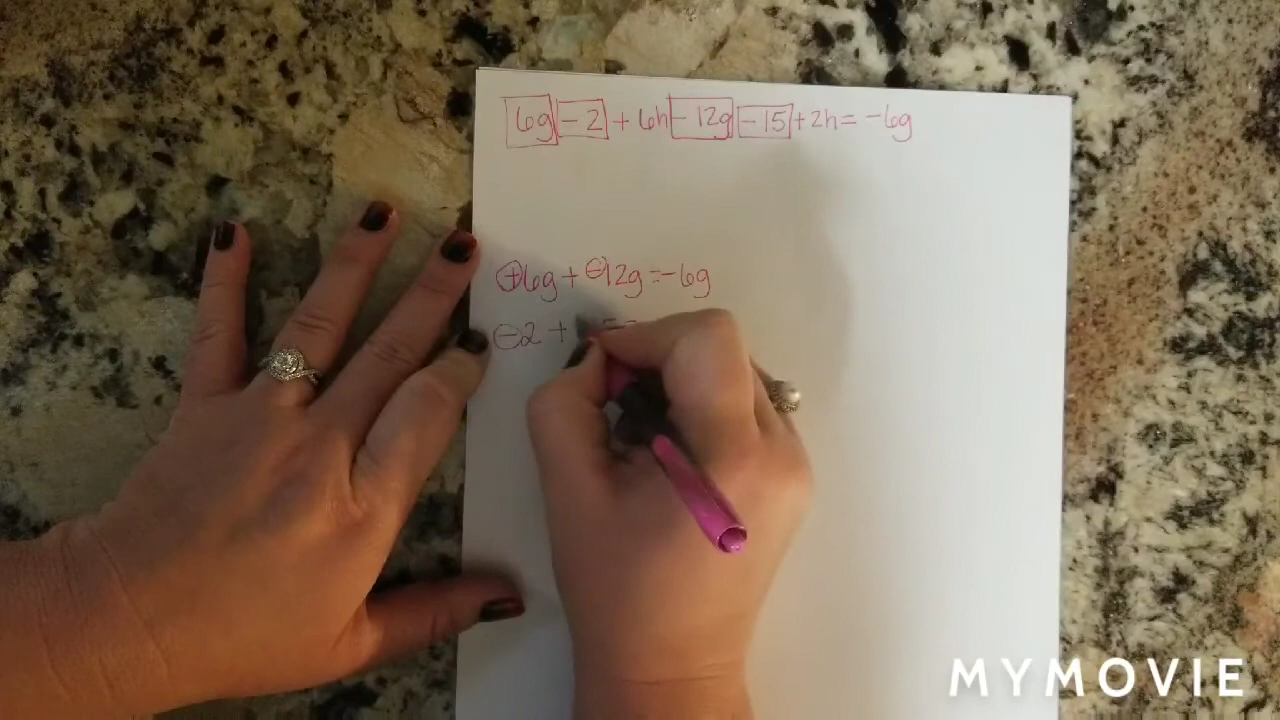 6g - 2 + 6h - 12g - 15 + 2h = -6g
+6g + -12g = -6g
-2 +
MYMOVIE